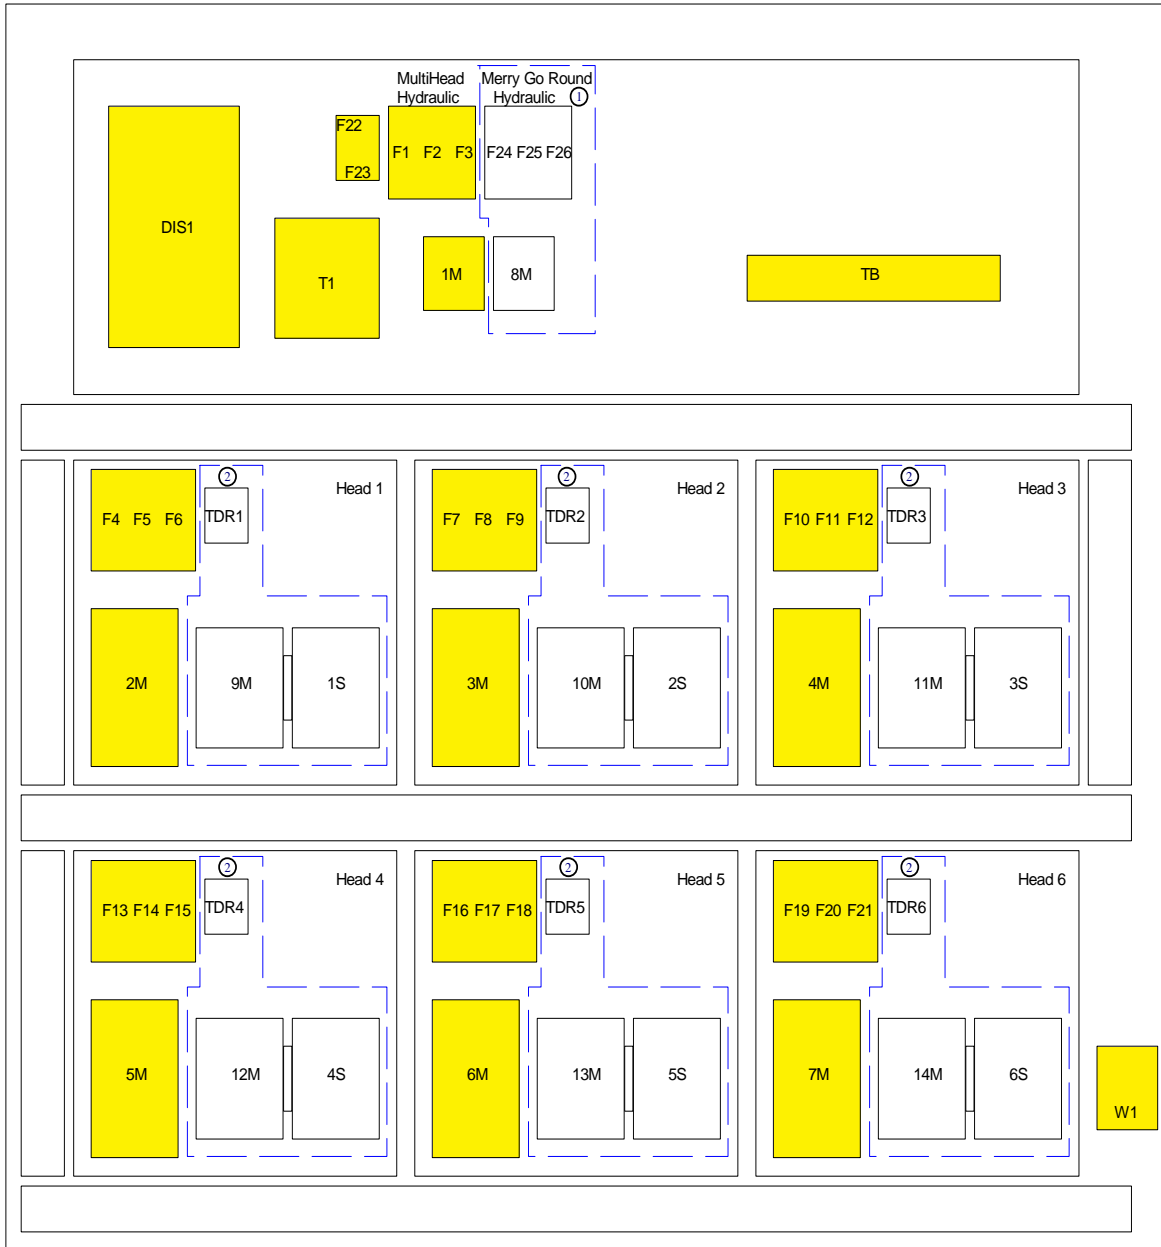 MultiHead Hydraulic
Merry Go Round Hydraulic
1
F22
F23
F1 F2 F3
F24 F25 F26
DIS1
T1
1M
8M
TB
2
Head 1
F4 F5 F6
TDR1
2M
9M
1S
2
Head 2
F7 F8 F9
TDR2
3M
10M
2S
2
Head 3
F10 F11 F12
TDR3
4M
11M
3S
2
Head 4
F13 F14 F15
TDR4
5M
12M
4S
2
Head 5
F16 F17 F18
TDR5
6M
13M
5S
2
Head 6
F19 F20 F21
TDR6
7M
14M
6S
W1